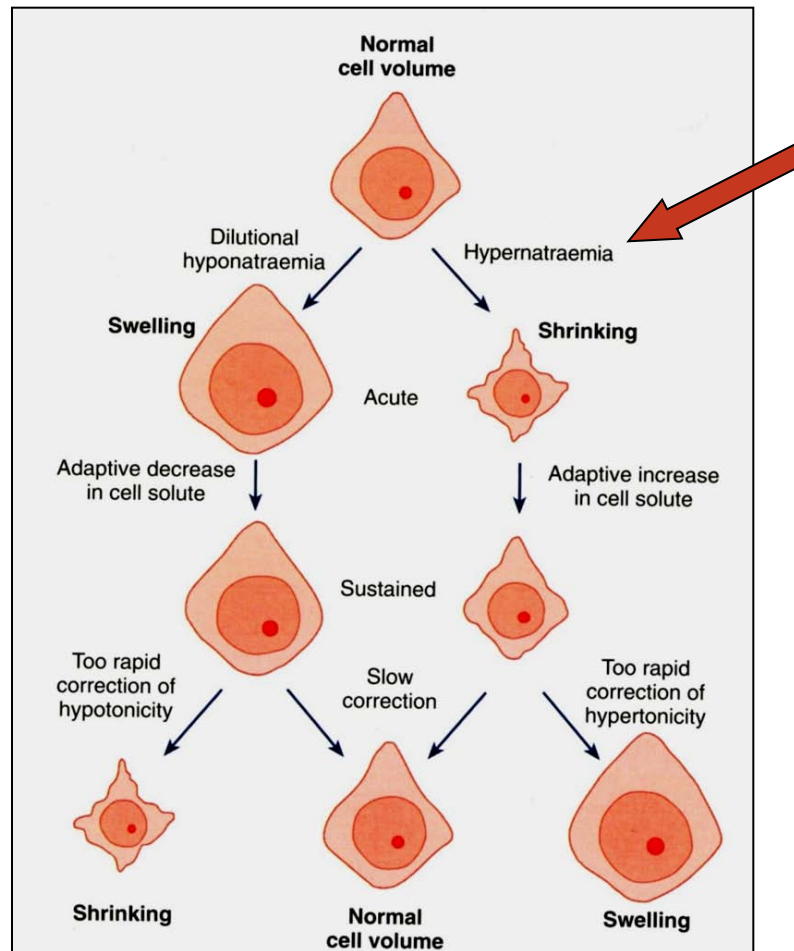 Normal
cell volume
Dilutional
hyponatraemia
Hypernatraemia
Swelling
Shrinking
Acute
Adaptive decrease
in cell solute
Adaptive increase
in cell solute
Sustained
Too rapid
correction of
hypotonicity
Slow
correction
Too rapid
correction of
hypertonicity
Shrinking
Normal
cell volume
Swelling